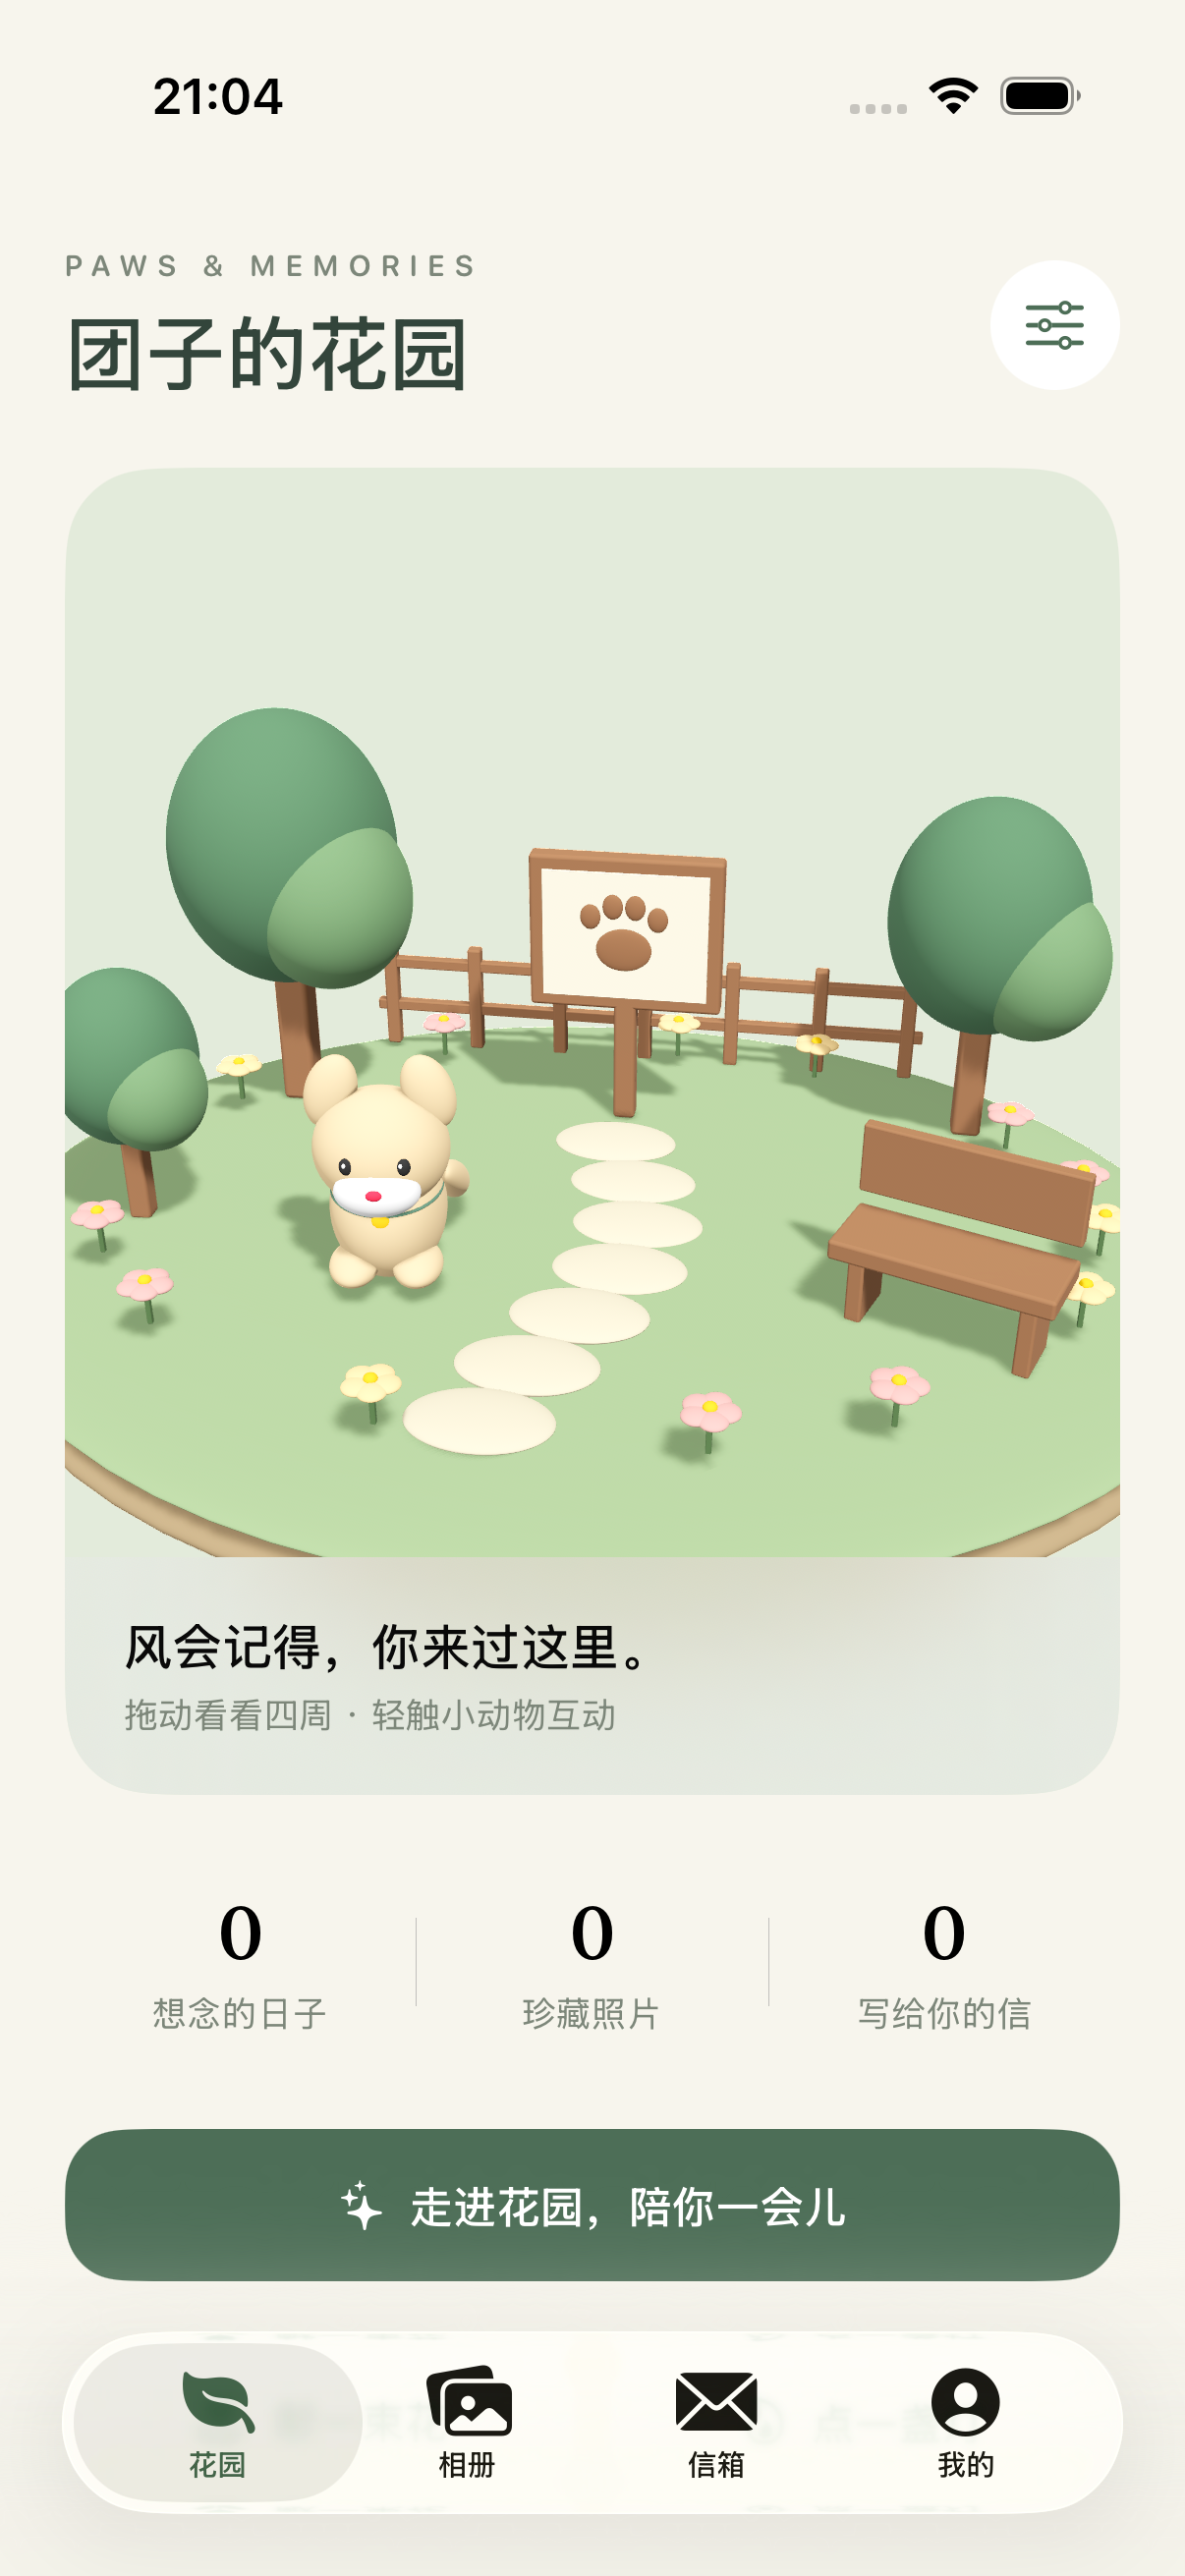 21:04
PAWS & MEMORIES
团子的花园
风会记得，你来过这里。
拖动看看四周 · 轻触小动物互动
0
想念的日子
0
珍藏照片
0
写给你的信
走进花园，陪你一会儿
花园
相册
信箱
我的